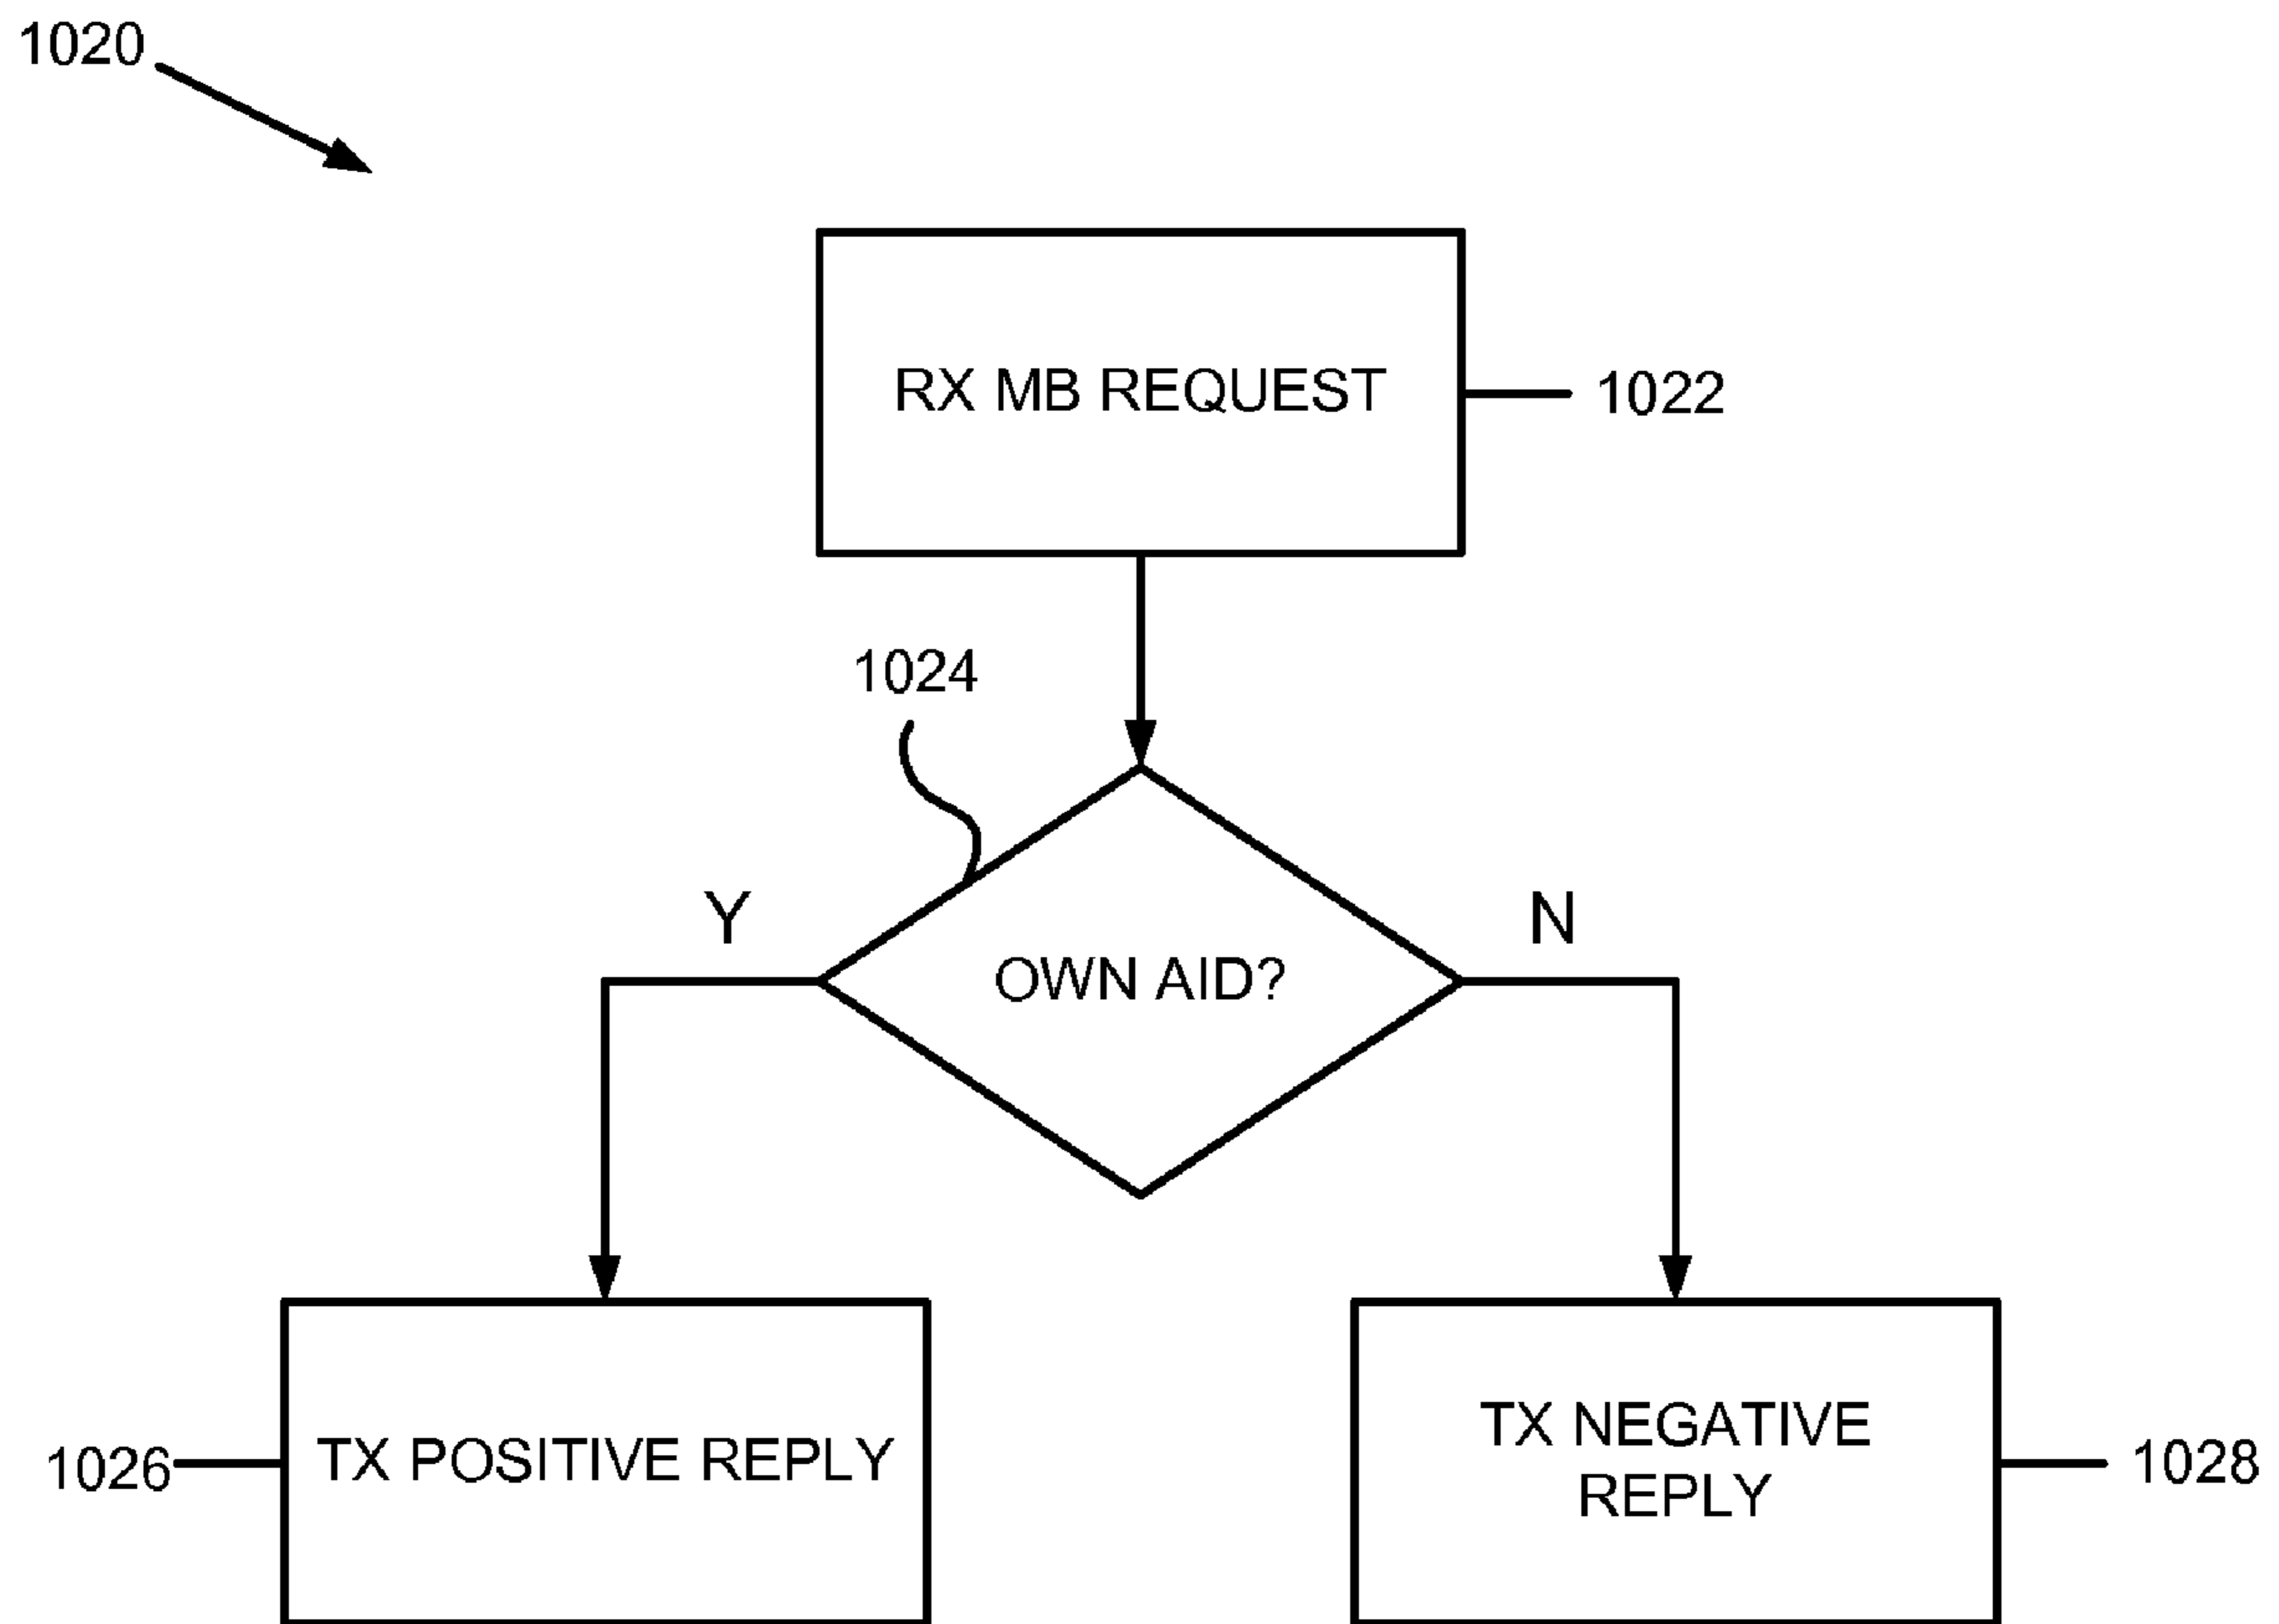 1020
RX MB REQUEST
1022
1024
Y
N
OWN AID?
1026
TX POSITIVE REPLY
TX NEGATIVE
REPLY
1028